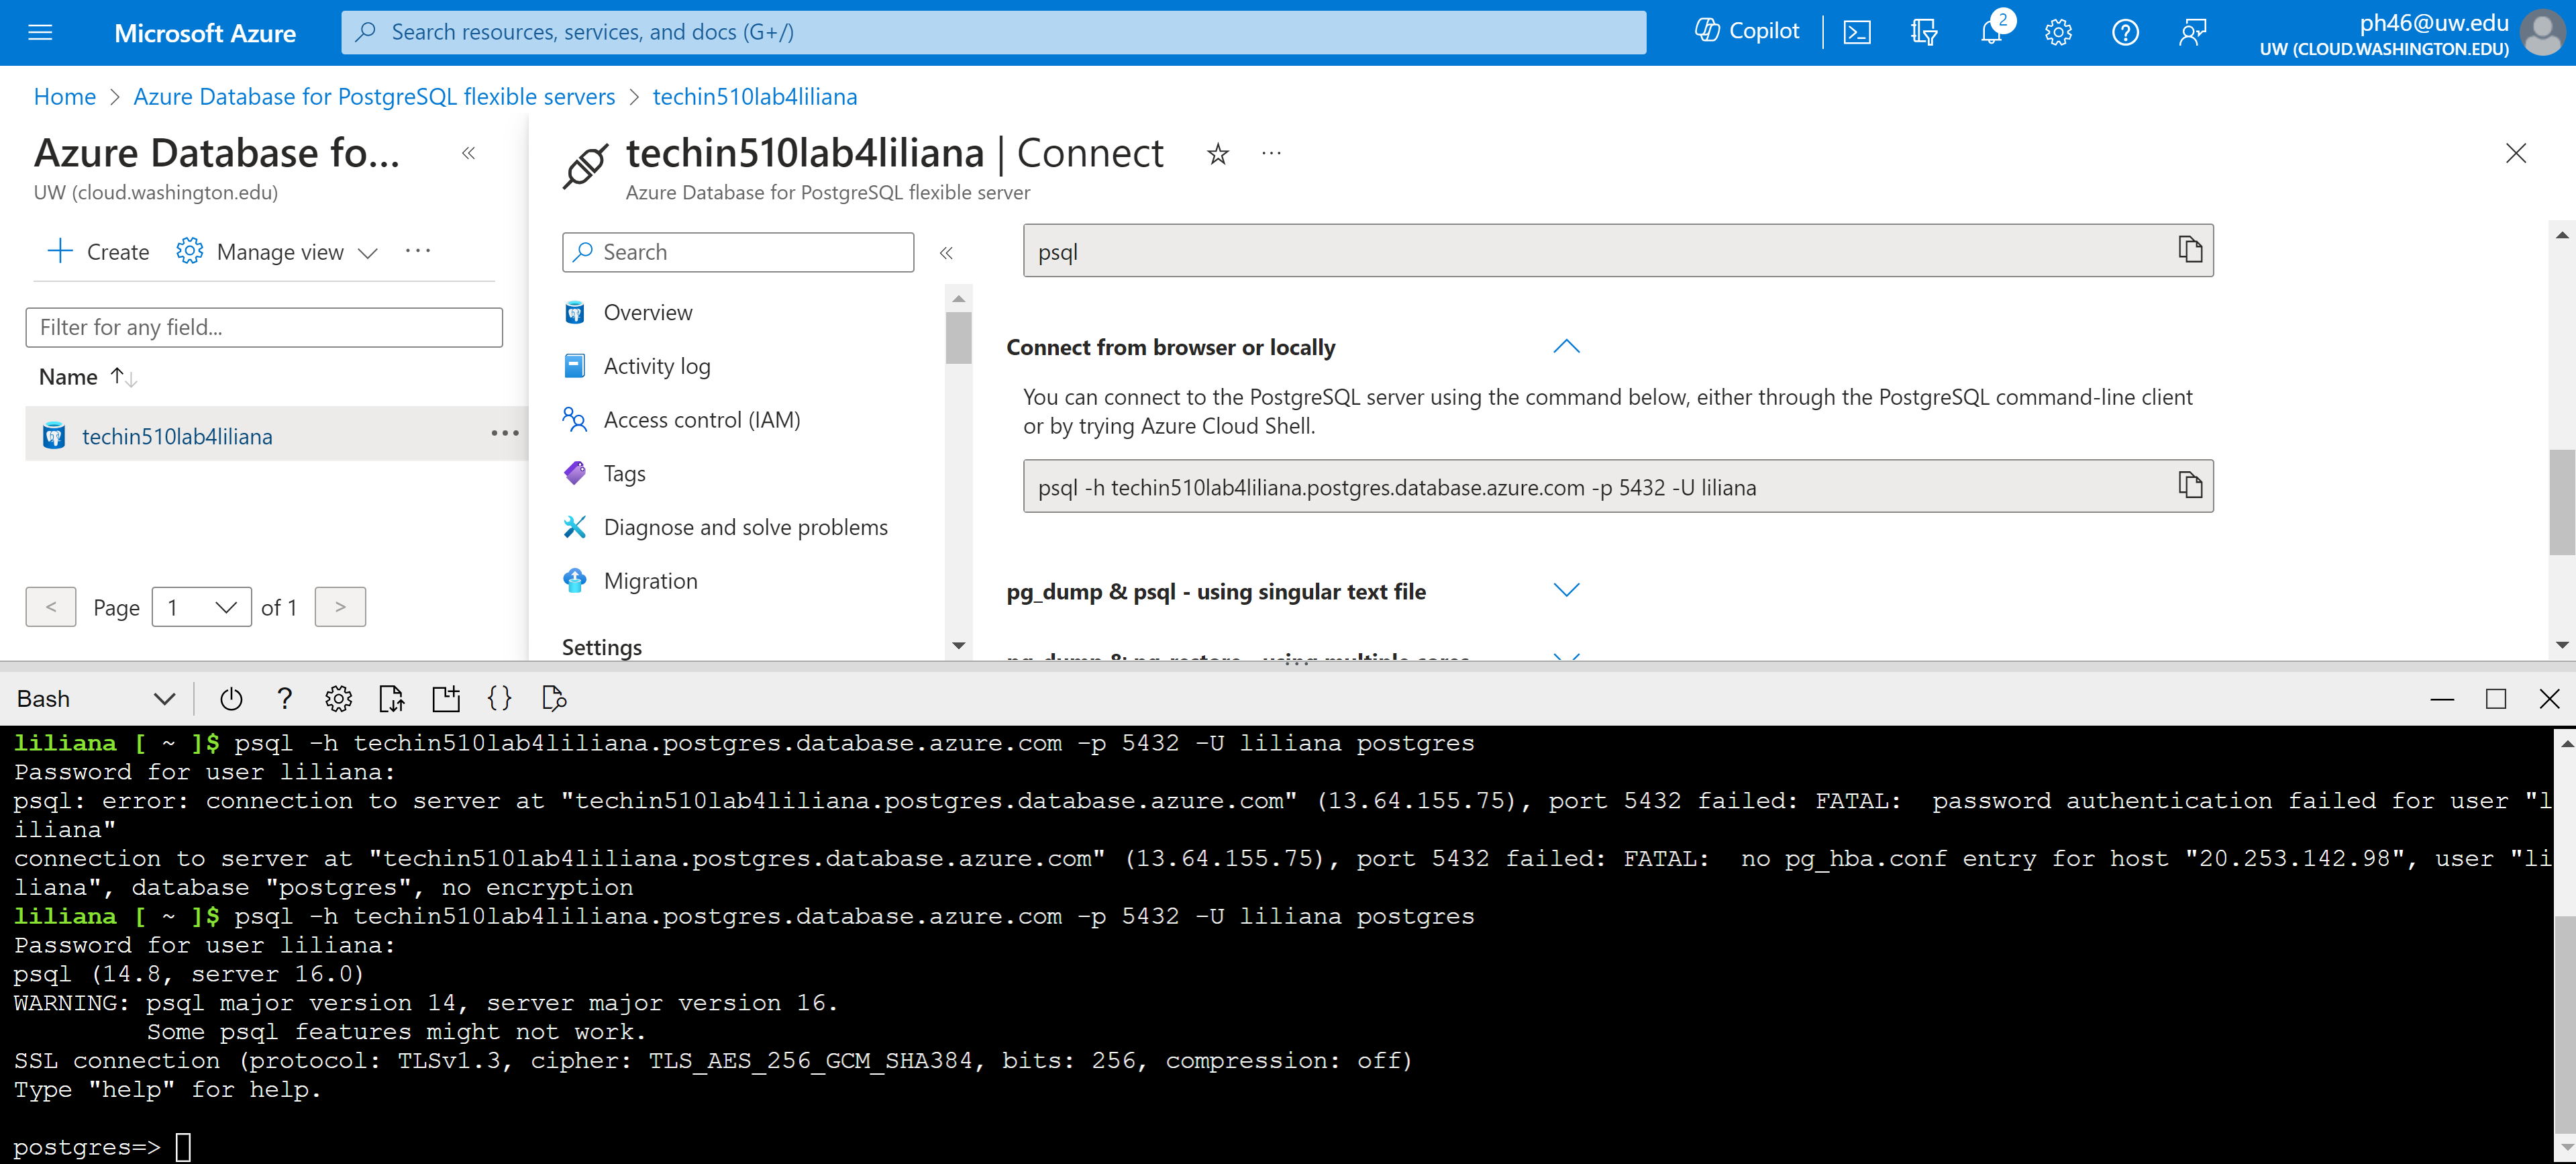 Microsoft Azure
Search resources, services, and docs (G+/)
Copilot
2
ph46@uw.edu
UW (CLOUD.WASHINGTON.EDU)
Home > Azure Database for PostgreSQL flexible servers > techin510lab4liliana
Azure Database fo...
UW (cloud.washington.edu)
Create
Manage view
Filter for any field...
Name
techin510lab4liliana
< Page 1 of 1 >
techin510lab4liliana | Connect
Azure Database for PostgreSQL flexible server
Search
Overview
Activity log
Access control (IAM)
Tags
Diagnose and solve problems
Migration
Settings
psql
Connect from browser or locally
You can connect to the PostgreSQL server using the command below, either through the PostgreSQL command-line client
or by trying Azure Cloud Shell.
psql -h techin510lab4liliana.postgres.database.azure.com -p 5432 -U liliana
pg_dump & psql - using singular text file
pg_dump & pg_restore - using multiple cores
Bash
liliana [ ~ ]$ psql -h techin510lab4liliana.postgres.database.azure.com -p 5432 -U liliana postgres
Password for user liliana:
psql: error: connection to server at "techin510lab4liliana.postgres.database.azure.com" (13.64.155.75), port 5432 failed: FATAL:  password authentication failed for user "l
iliana"
connection to server at "techin510lab4liliana.postgres.database.azure.com" (13.64.155.75), port 5432 failed: FATAL:  no pg_hba.conf entry for host "20.253.142.98", user "li
liana", database "postgres", no encryption
liliana [ ~ ]$ psql -h techin510lab4liliana.postgres.database.azure.com -p 5432 -U liliana postgres
Password for user liliana:
psql (14.8, server 16.0)
WARNING: psql major version 14, server major version 16.
Some psql features might not work.
SSL connection (protocol: TLSv1.3, cipher: TLS_AES_256_GCM_SHA384, bits: 256, compression: off)
Type "help" for help.
postgres=>